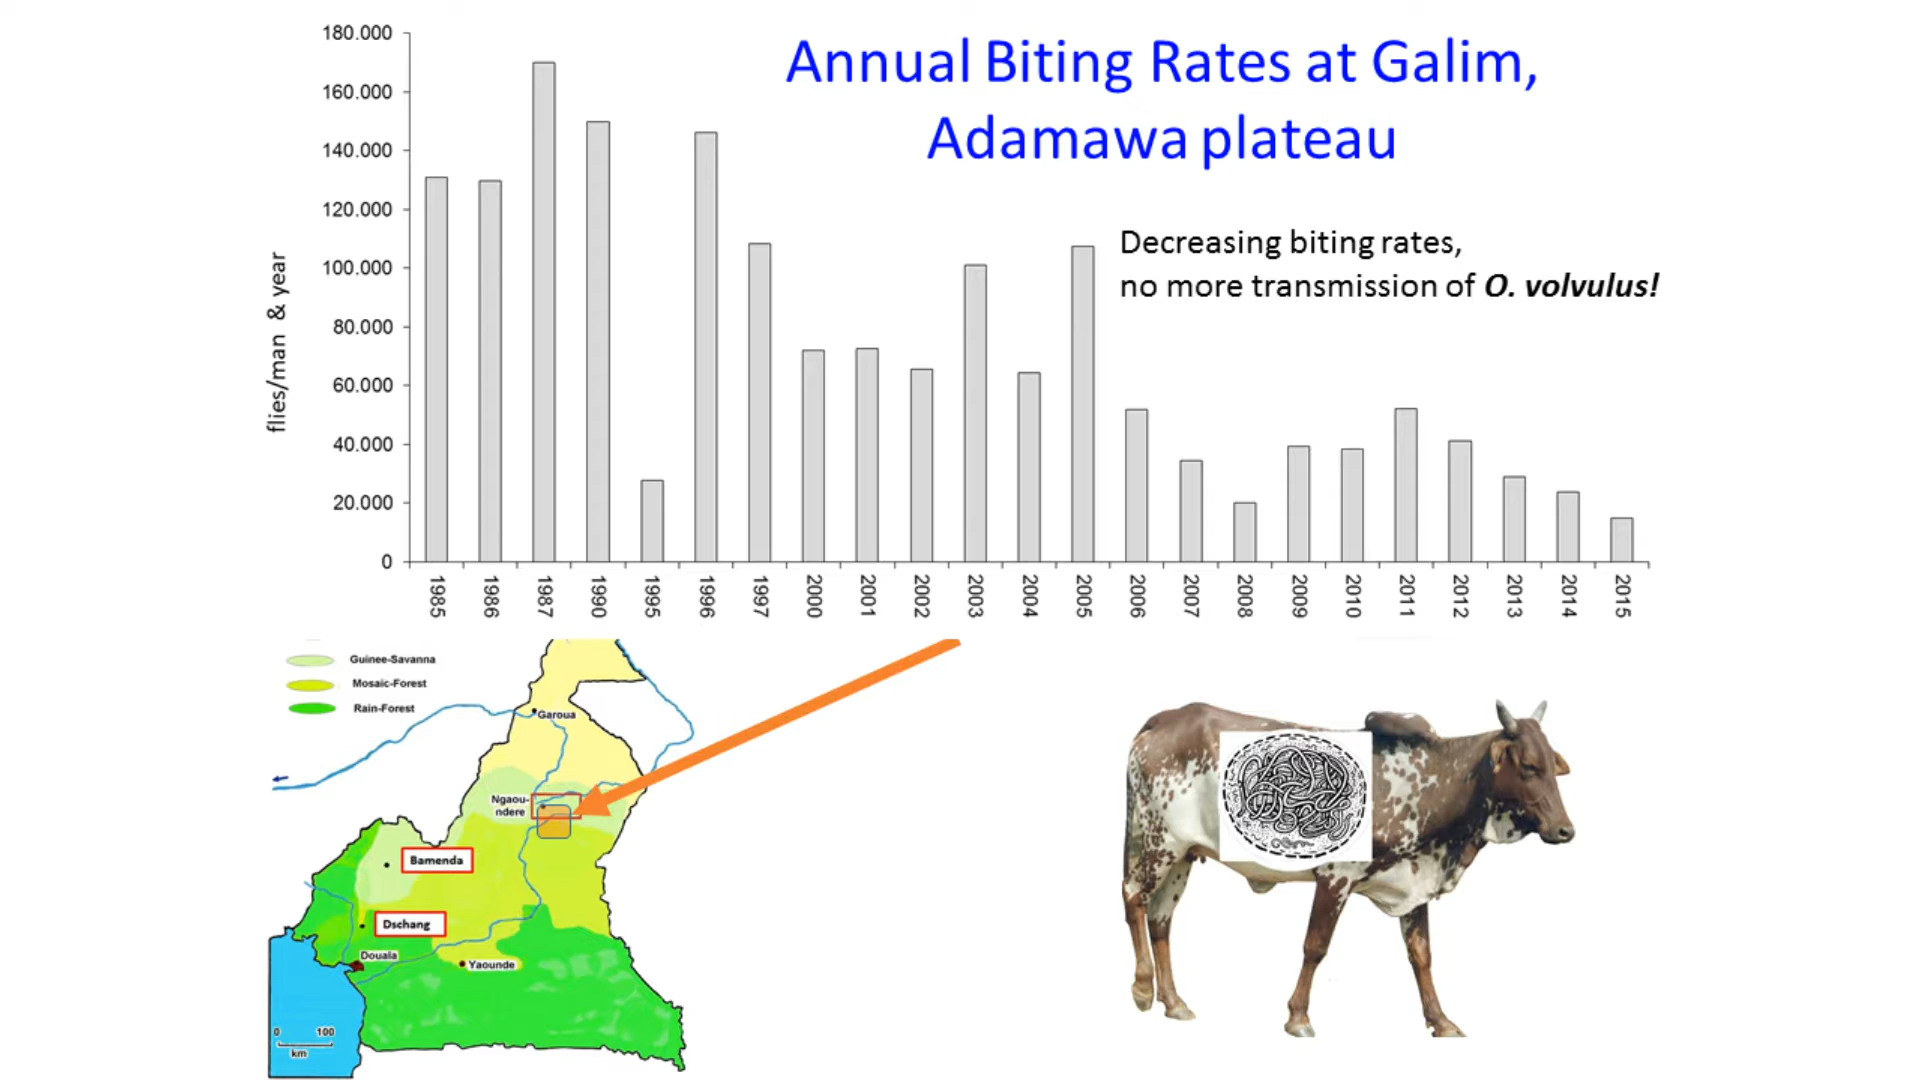 Annual Biting Rates at Galim,
Adamawa plateau
Decreasing biting rates,
no more transmission of O. volvulus!
flies/man & year
180.000
160.000
140.000
120.000
100.000
80.000
60.000
40.000
20.000
0
1985 1986 1987 1990 1995 1996 1997 2000 2001 2002 2003 2004 2005 2006 2007 2008 2009 2010 2011 2012 2013 2014 2015
Guinee-Savanna
Mosaic-Forest
Rain-Forest
Garoua
Ngaou-
ndere
Bamenda
Dschang
Douala
Yaounde
0 100
km